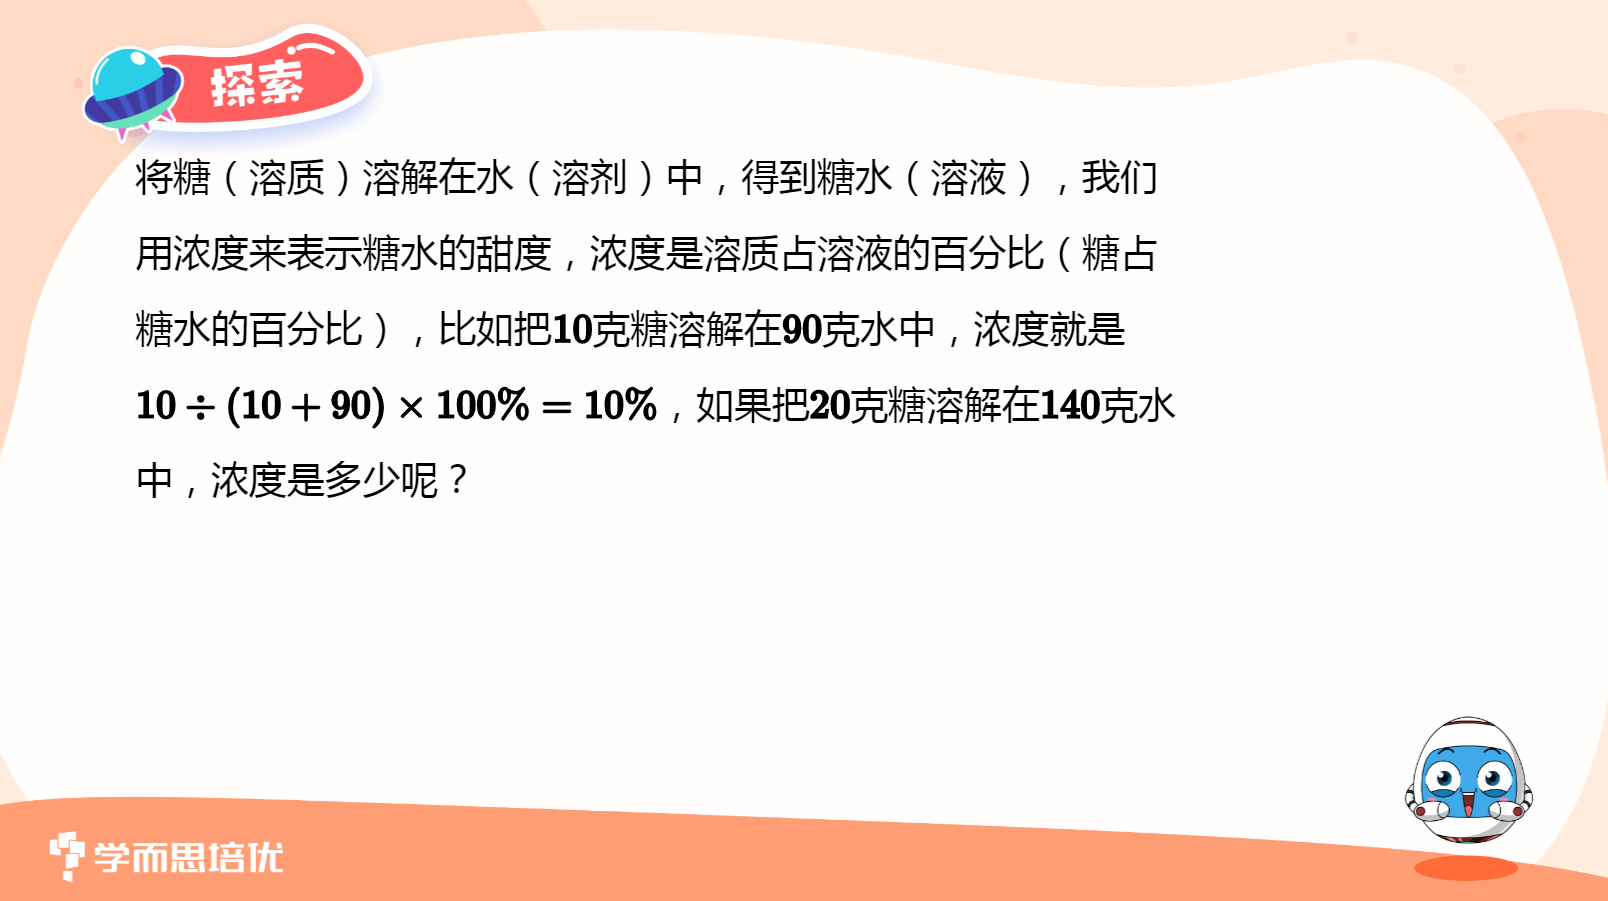 探索
将糖（溶质）溶解在水（溶剂）中，得到糖水（溶液），我们
用浓度来表示糖水的甜度，浓度是溶质占溶液的百分比（糖占
糖水的百分比），比如把10克糖溶解在90克水中，浓度就是
10 ÷ (10 + 90) × 100% = 10%，如果把20克糖溶解在140克水
中，浓度是多少呢？
学而思培优